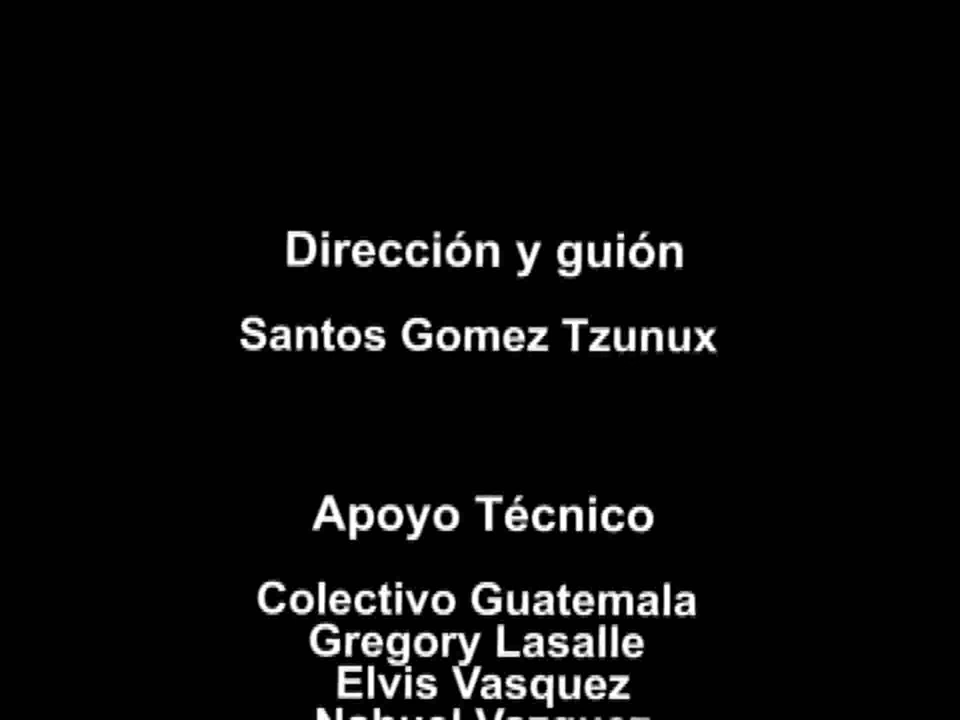 Dirección y guión
Santos Gomez Tzunux
Apoyo Técnico
Colectivo Guatemala
Gregory Lasalle
Elvis Vasquez